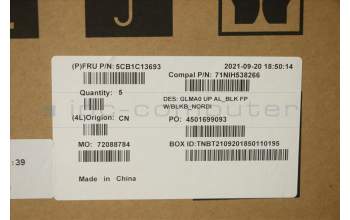 (P)FRU P/N: 5CB1C13693
2021-09-20 18:50:14
Compal P/N: 71NIH538266
Quantity: 5
DES: GLMA0 UP AL_BLK FP
W/BLKB_NORDI
(4L)Origion: CN
PO: 4501699093
MO: 72088784
BOX ID:TNBT2109201850110195
:39
Made in China